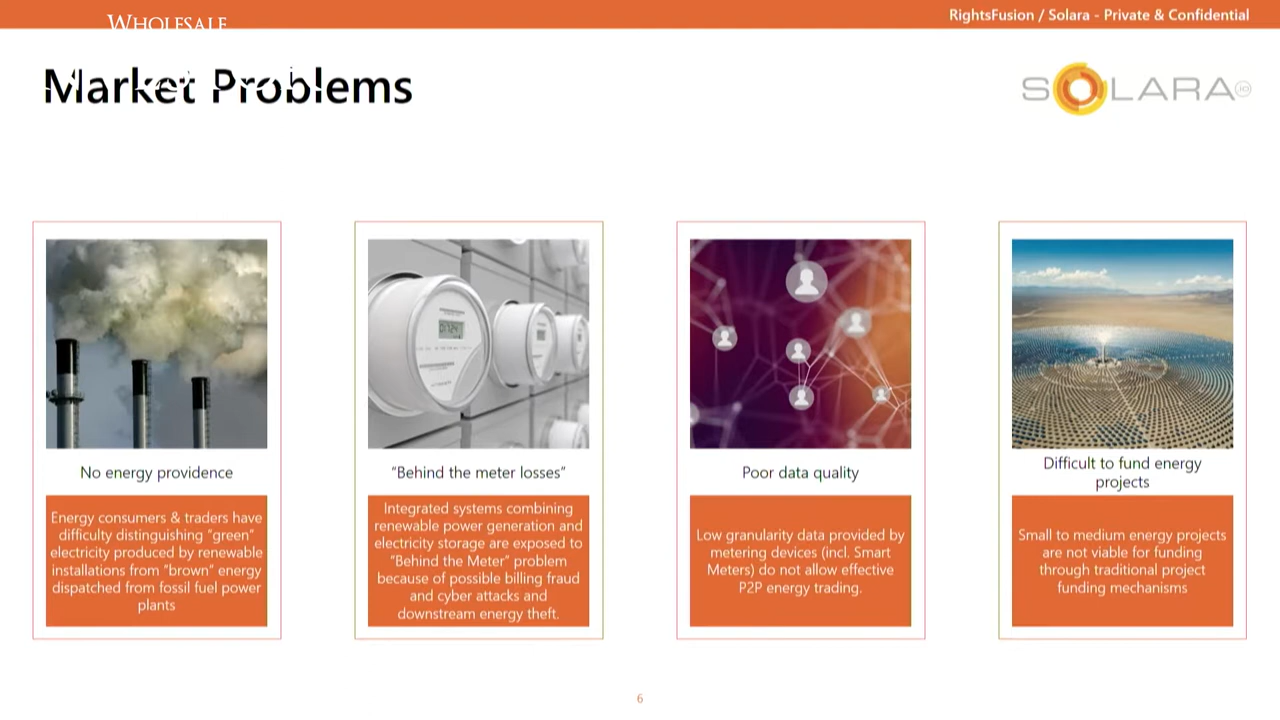 WHOLESALE
RightsFusion / Solara - Private & Confidential
Market Problems
SOLARA.IO
No energy providence
Energy consumers & traders have
difficulty distinguishing "green"
electricity produced by renewable
installations from "brown" energy
dispatched from fossil fuel power
plants
“Behind the meter losses”
Integrated systems combining
renewable power generation and
electricity storage are exposed to
“Behind the Meter” problem
because of possible billing fraud
and cyber attacks and
downstream energy theft.
Poor data quality
Low granularity data provided by
metering devices (incl. Smart
Meters) do not allow effective
P2P energy trading.
Difficult to fund energy
projects
Small to medium energy projects
are not viable for funding
through traditional project
funding mechanisms
6